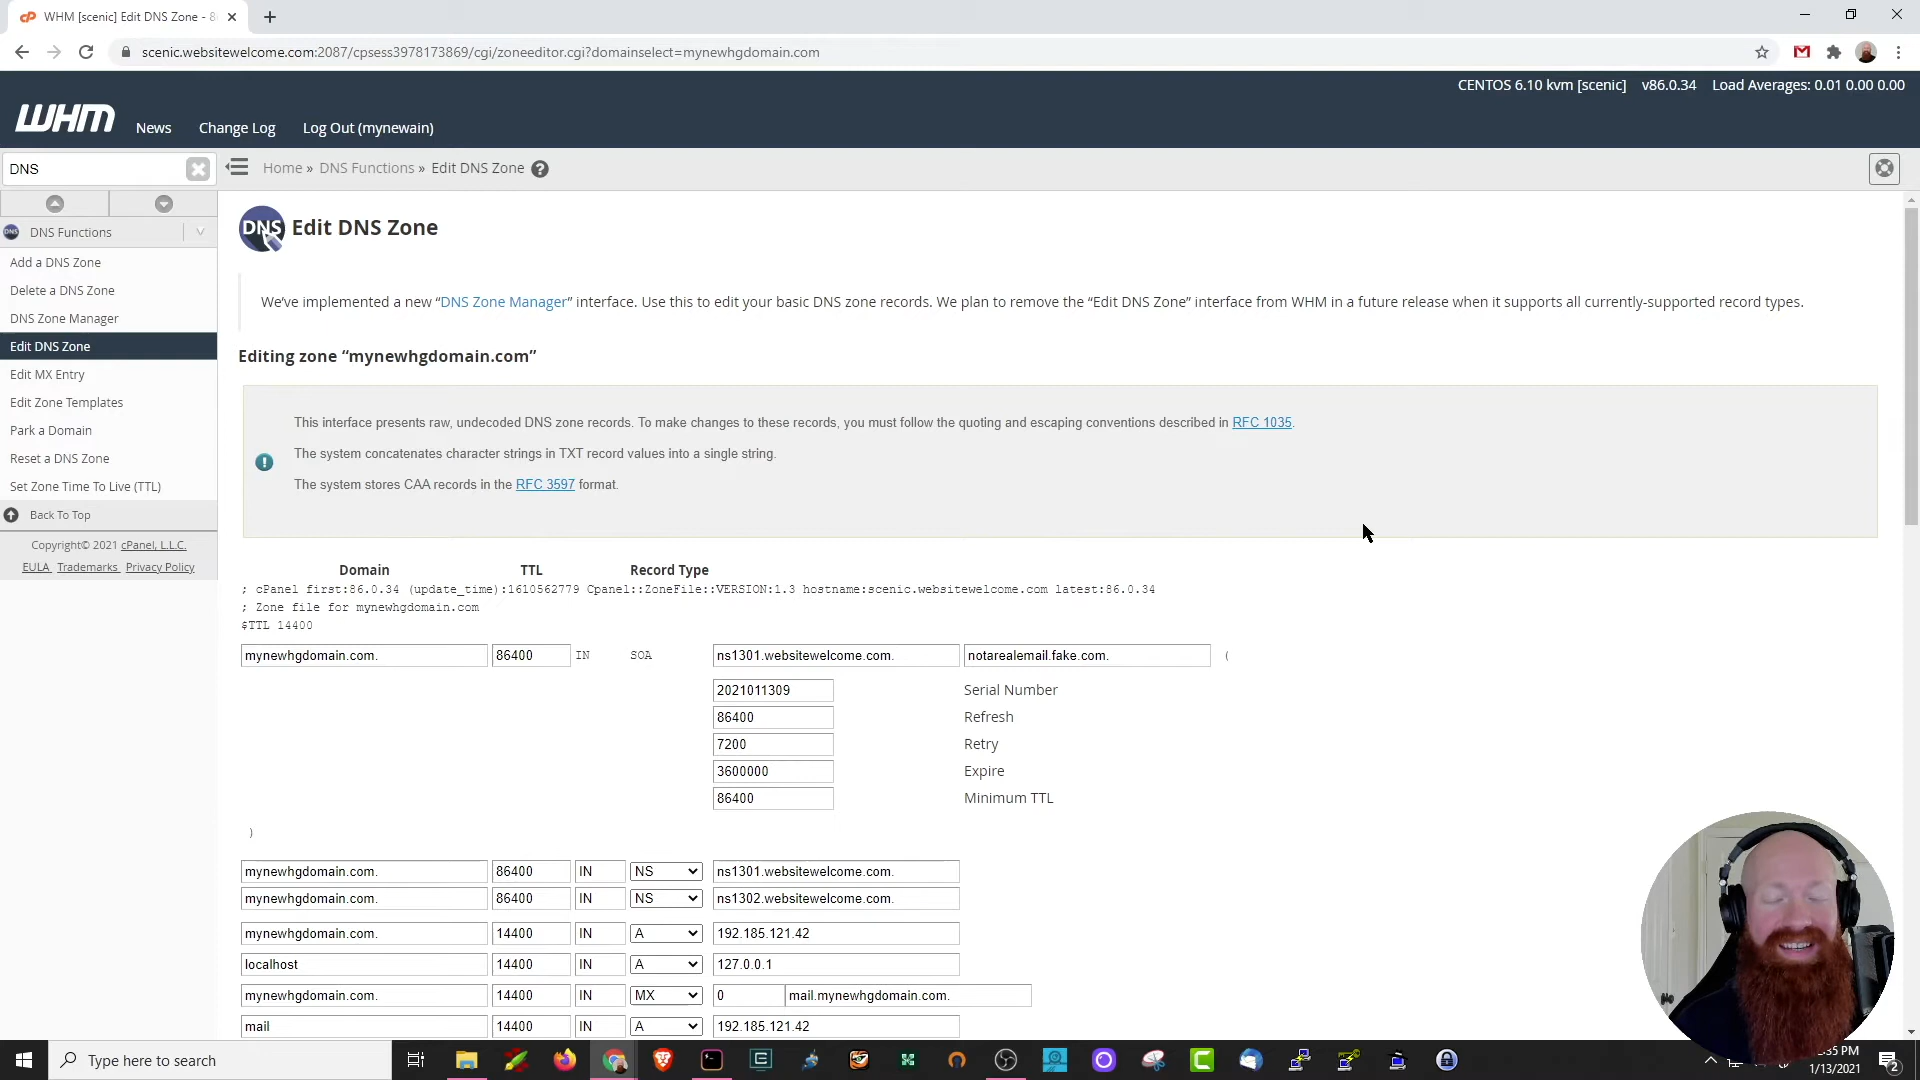 WHM [scenic] Edit DNS Zone - 8
scenic.websitewelcome.com:2087/cpsess3978173869/cgi/zoneeditor.cgi?domainselect=mynewhgdomain.com
CENTOS 6.10 kvm [scenic] v86.0.34 Load Averages: 0.01 0.00 0.00
WHM News Change Log Log Out (mynewain)
DNS
Home » DNS Functions » Edit DNS Zone
DNS Functions
Add a DNS Zone
Delete a DNS Zone
DNS Zone Manager
Edit DNS Zone
Edit MX Entry
Edit Zone Templates
Park a Domain
Reset a DNS Zone
Set Zone Time To Live (TTL)
Back To Top
Copyright© 2021 cPanel, L.L.C.
EULA Trademarks Privacy Policy
DNS Edit DNS Zone
We've implemented a new “DNS Zone Manager” interface. Use this to edit your basic DNS zone records. We plan to remove the “Edit DNS Zone” interface from WHM in a future release when it supports all currently-supported record types.
Editing zone “mynewhgdomain.com”
This interface presents raw, undecoded DNS zone records. To make changes to these records, you must follow the quoting and escaping conventions described in RFC 1035.
The system concatenates character strings in TXT record values into a single string.
The system stores CAA records in the RFC 3597 format.
Domain TTL Record Type
; cPanel first:86.0.34 (update_time):1610562779 Cpanel::ZoneFile::VERSION:1.3 hostname:scenic.websitewelcome.com latest:86.0.34
; Zone file for mynewhgdomain.com
$TTL 14400
mynewhgdomain.com. 86400 IN SOA ns1301.websitewelcome.com. notarealemail.fake.com. (
2021011309 Serial Number
86400 Refresh
7200 Retry
3600000 Expire
86400 Minimum TTL
)
mynewhgdomain.com. 86400 IN NS ns1301.websitewelcome.com.
mynewhgdomain.com. 86400 IN NS ns1302.websitewelcome.com.
mynewhgdomain.com. 14400 IN A 192.185.121.42
localhost 14400 IN A 127.0.0.1
mynewhgdomain.com. 14400 IN MX 0 mail.mynewhgdomain.com.
mail 14400 IN A 192.185.121.42
Type here to search
:35 PM
1/13/2021
2